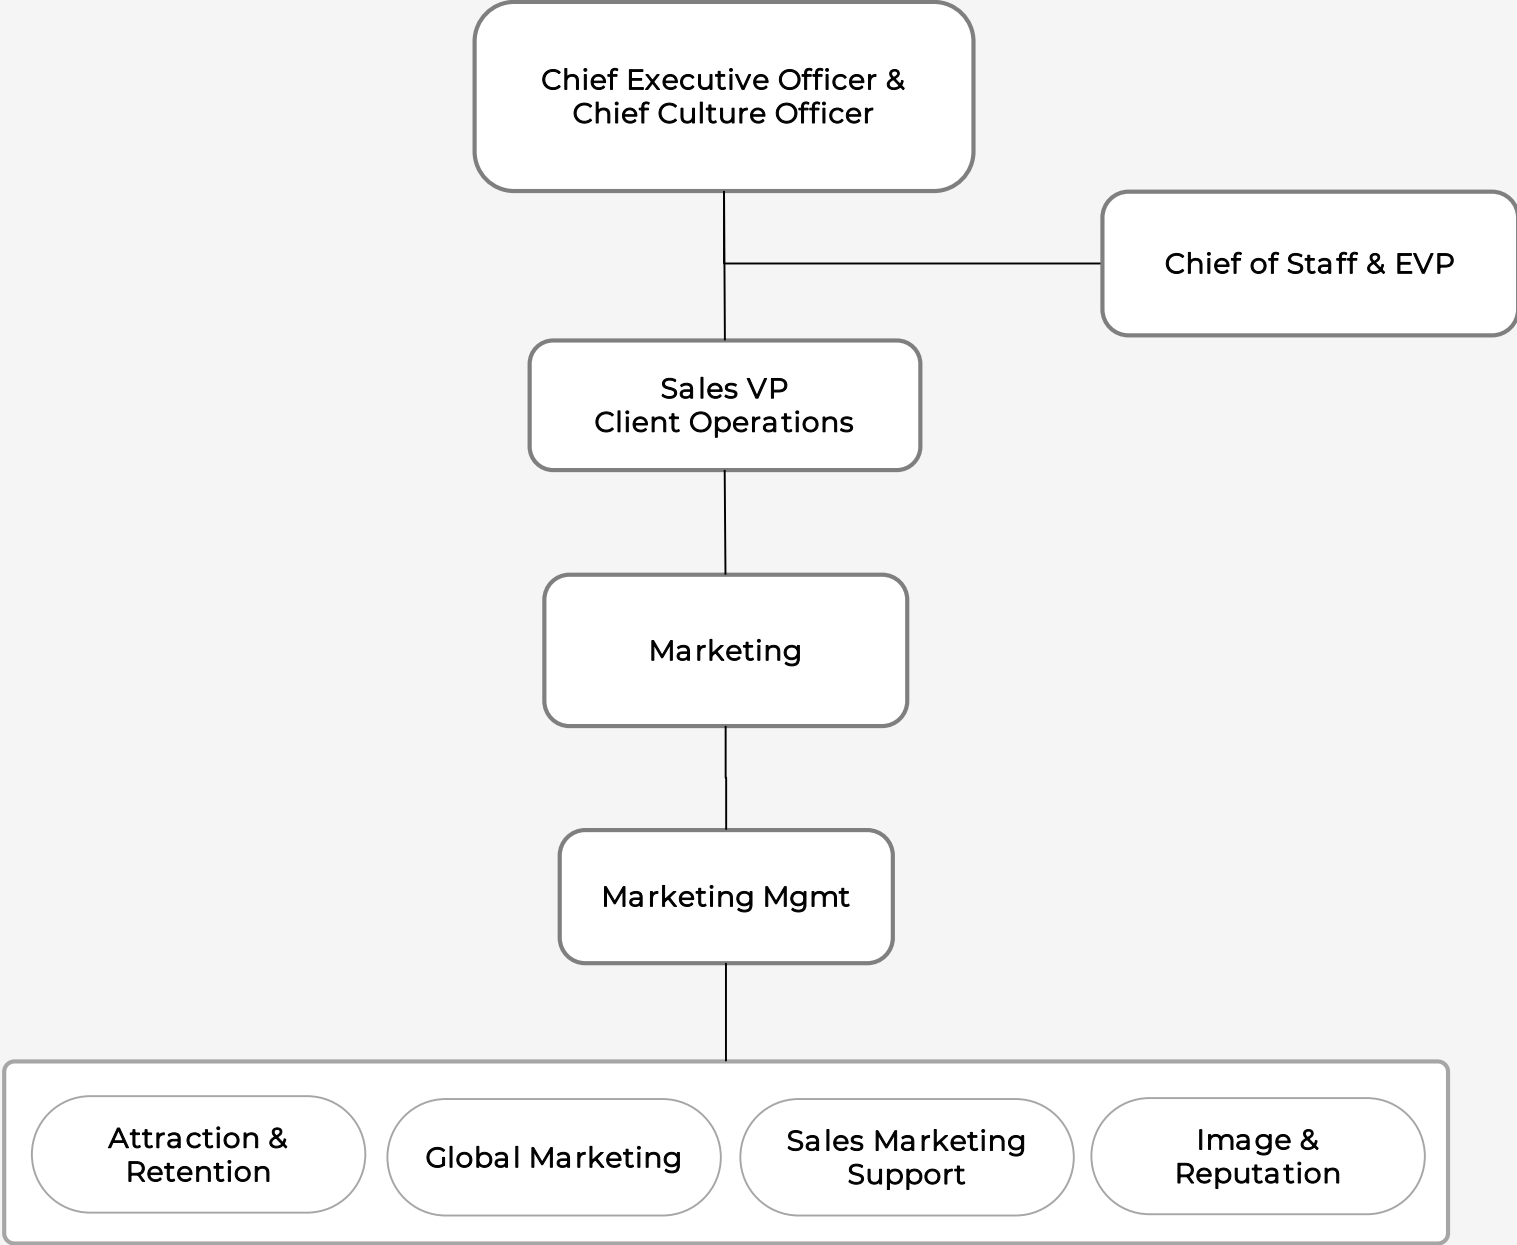 Chief Executive Officer &
Chief Culture Officer
Chief of Staff & EVP
Sales VP
Client Operations
Marketing
Marketing Mgmt
Attraction &
Retention
Global Marketing
Sales Marketing
Support
Image &
Reputation